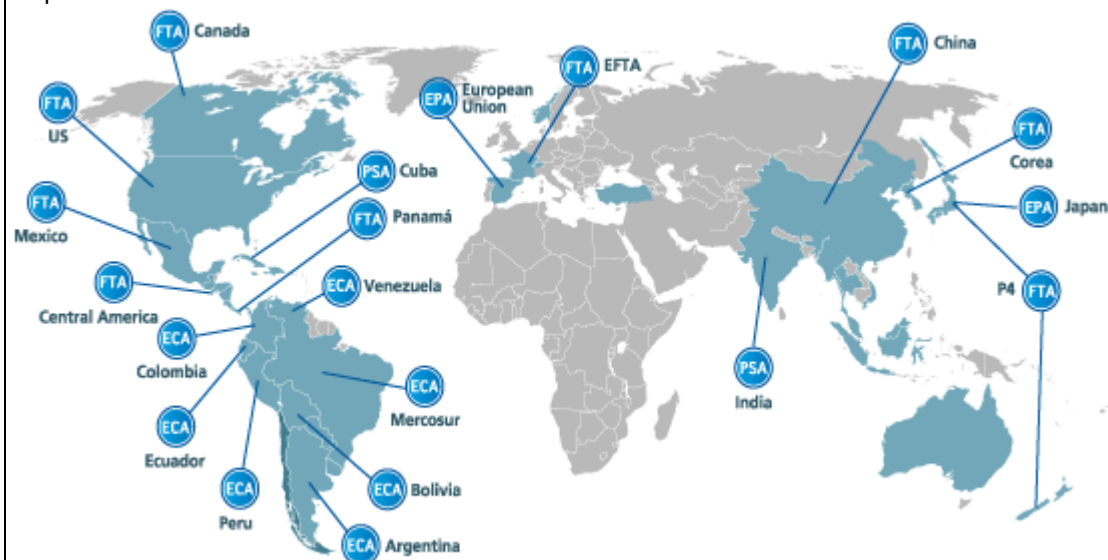 FTA Canada
FTA China
FTA EFTA
EPA European
Union
FTA
US
FTA
Corea
PSA Cuba
FTA
Mexico
FTA Panamá
EPA Japan
FTA
Central America
ECA Venezuela
P4 FTA
ECA
Colombia
PSA
India
ECA
Mercosur
ECA
Ecuador
ECA
Peru
ECA Bolivia
ECA Argentina